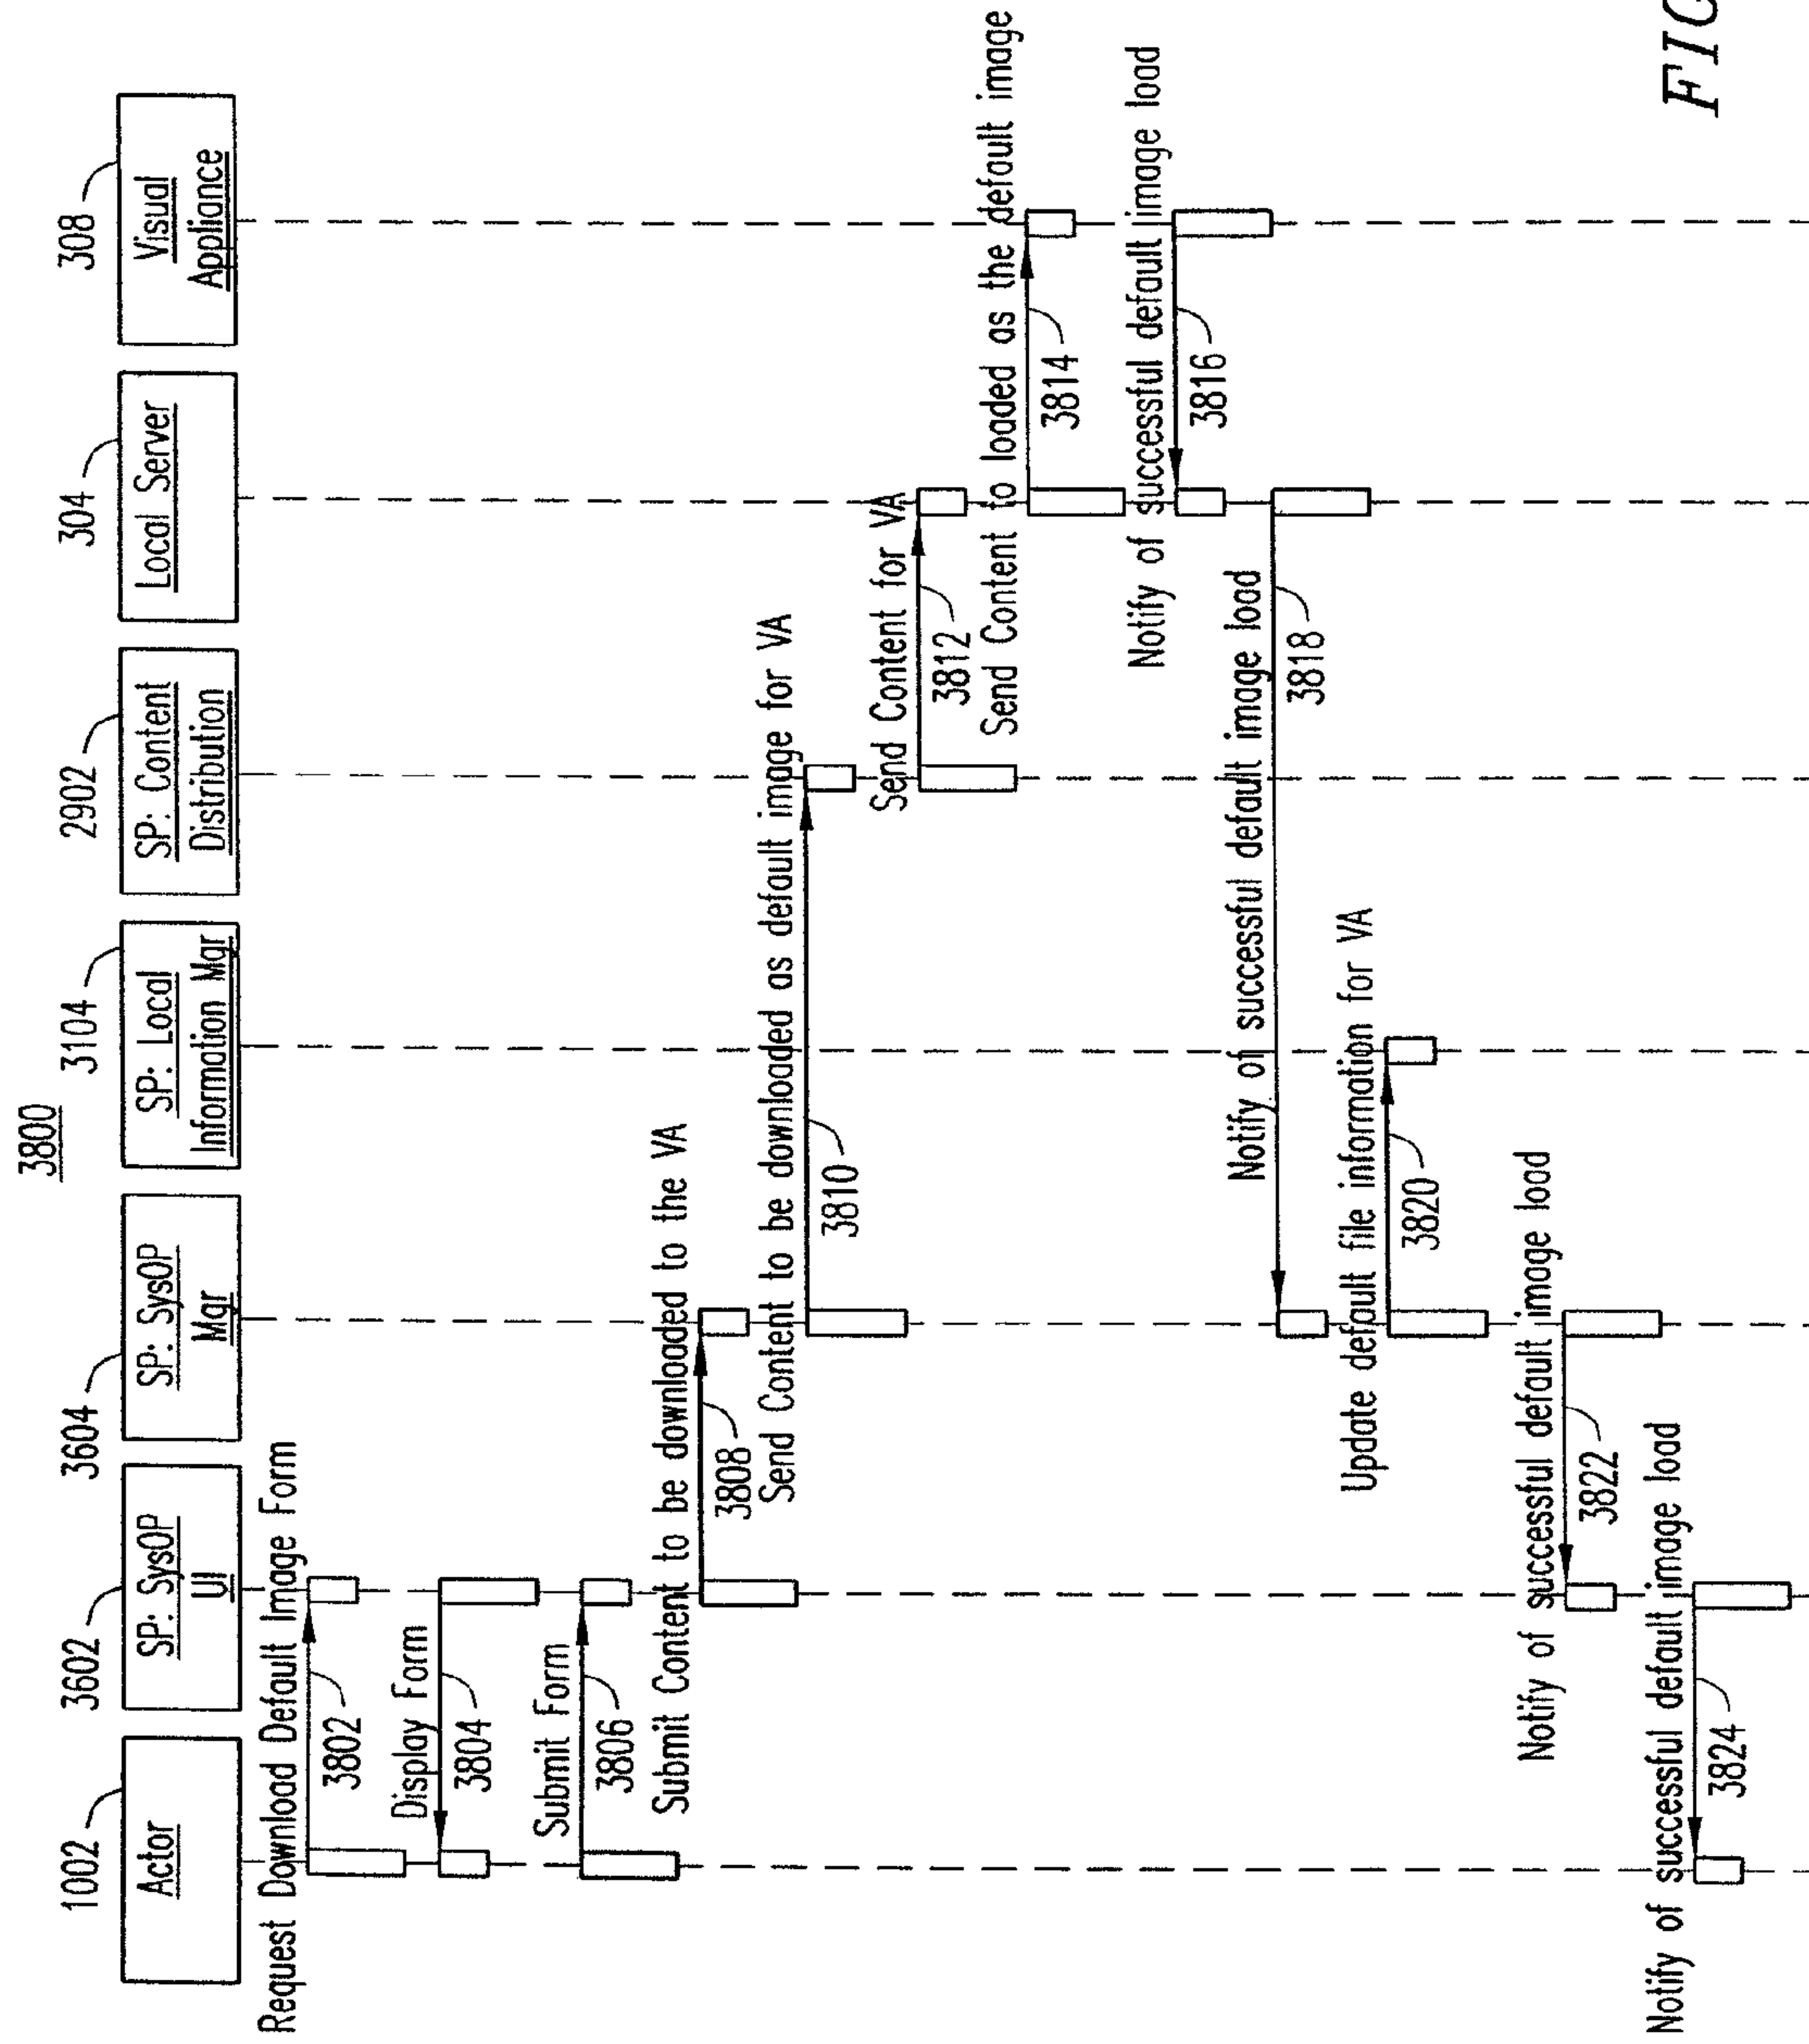 3800
1002
3602
3604
3104
2902
304
308
Actor
SP: SysOP
UI
SP: SysOP
Mgr
SP: Local
Information Mgr
SP: Content
Distribution
Local Server
Visual
Appliance
Request Download Default Image Form
3802
Display Form
3804
Submit Form
3806
Submit Content to be downloaded to the VA
3808
Send Content to be downloaded as default image for VA
3810
Send Content for VA
3812
Send Content to loaded as the default image
3814
Notify of successful default image load
3816
Notify of successful default image load
3818
Update default file information for VA
3820
Notify of successful default image load
3822
Notify of successful default image load
3824
FIG